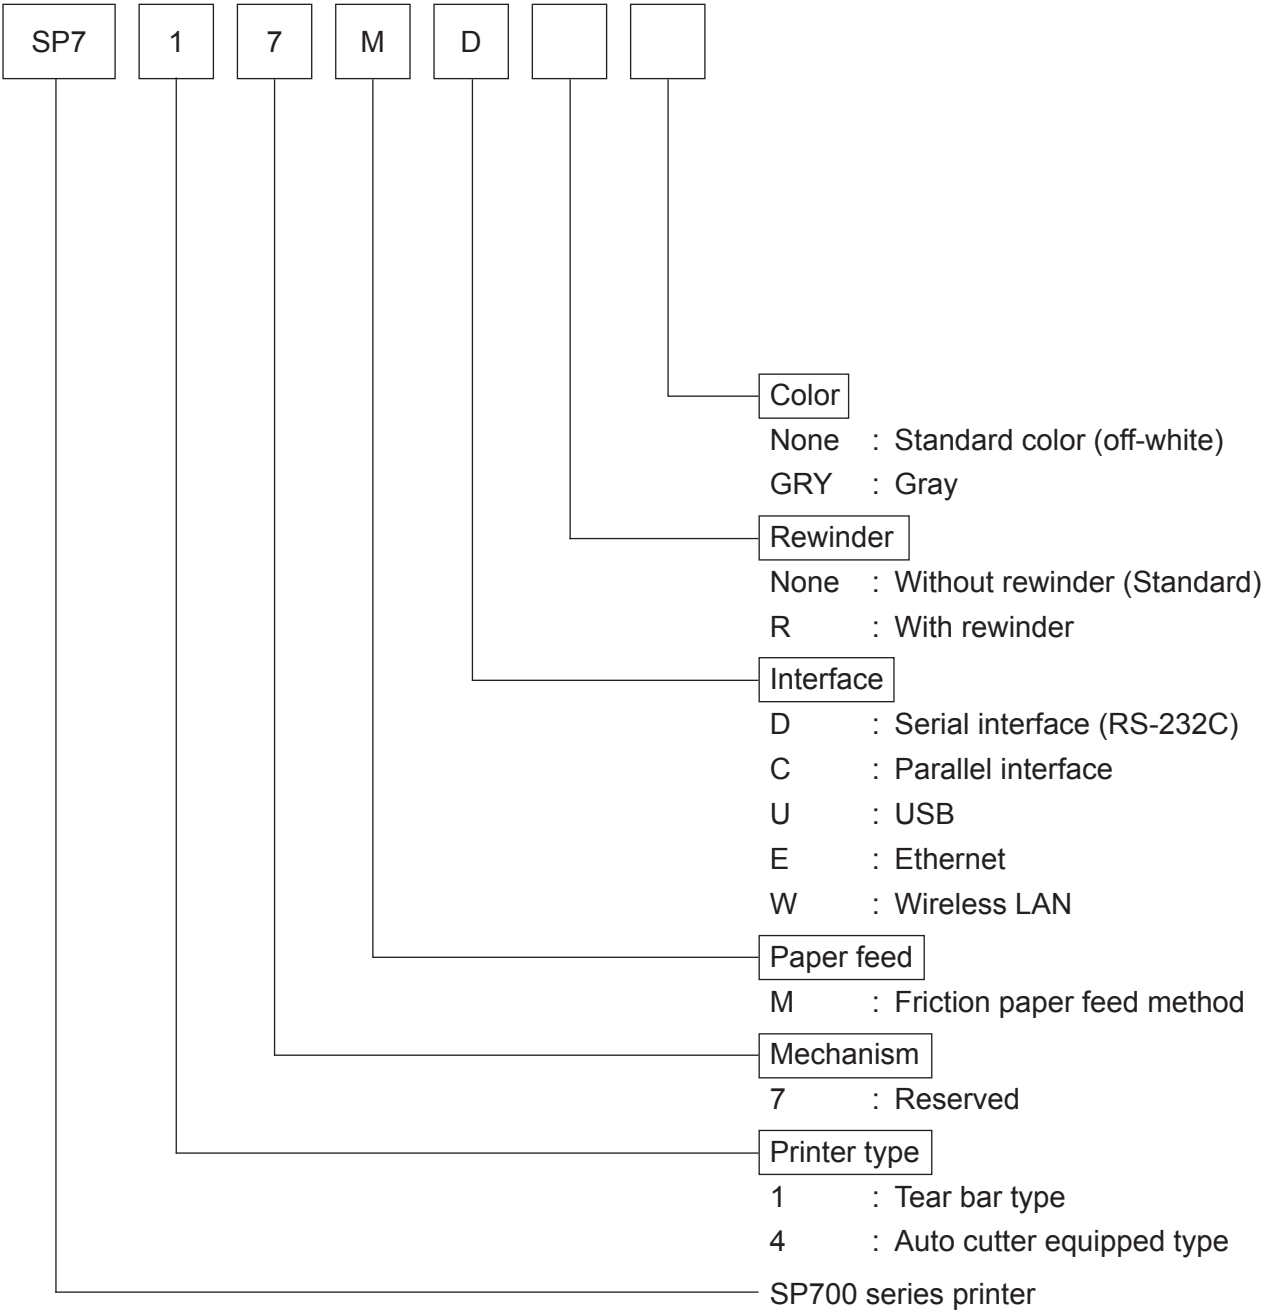 SP7 1 7 M D
Color
None : Standard color (off-white)
GRY : Gray
Rewinder
None : Without rewinder (Standard)
R : With rewinder
Interface
D : Serial interface (RS-232C)
C : Parallel interface
U : USB
E : Ethernet
W : Wireless LAN
Paper feed
M : Friction paper feed method
Mechanism
7 : Reserved
Printer type
1 : Tear bar type
4 : Auto cutter equipped type
SP700 series printer